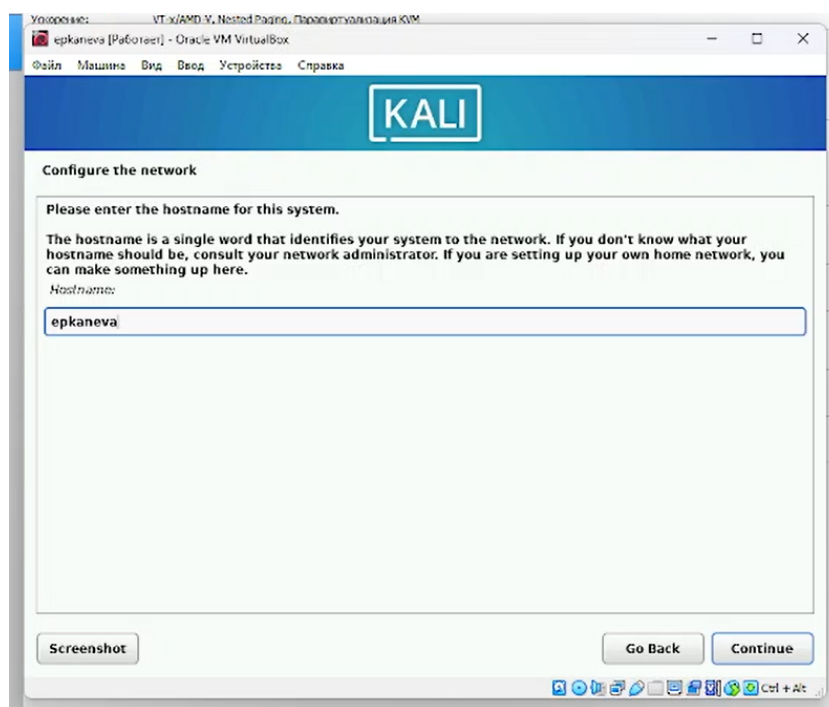 Ускорение: VT-x/AMD-V, Nested Paging, Паравиртуализация KVM
epkaneva [Работает] - Oracle VM VirtualBox
Файл Машина Вид Ввод Устройства Справка
KALI
Configure the network
Please enter the hostname for this system.
The hostname is a single word that identifies your system to the network. If you don't know what your
hostname should be, consult your network administrator. If you are setting up your own home network, you
can make something up here.
Hostname:
epkaneva
Screenshot Go Back Continue
Ctrl + Alt